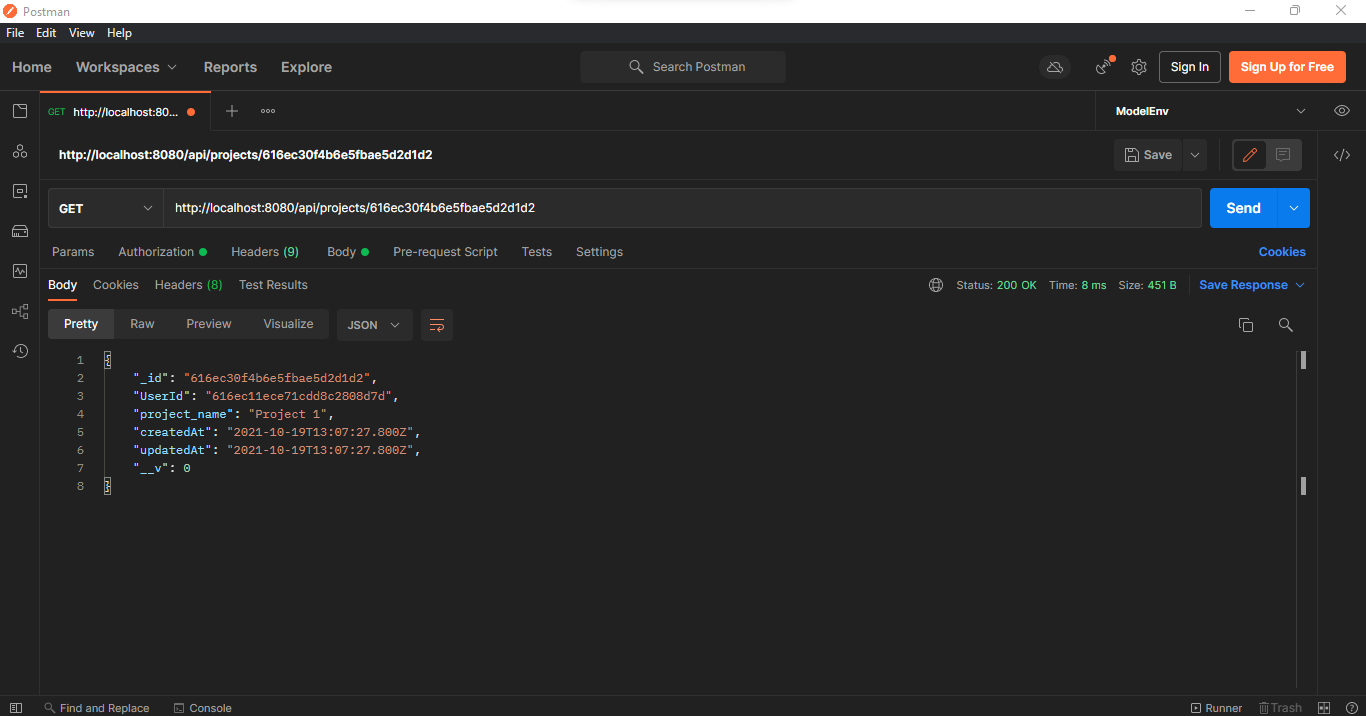 Postman
File Edit View Help
Home Workspaces Reports Explore Search Postman Sign In Sign Up for Free
GET http://localhost:80... ModelEnv
http://localhost:8080/api/projects/616ec30f4b6e5fbae5d2d1d2 Save
GET http://localhost:8080/api/projects/616ec30f4b6e5fbae5d2d1d2 Send
Params Authorization Headers (9) Body Pre-request Script Tests Settings Cookies
Body Cookies Headers (8) Test Results Status: 200 OK Time: 8 ms Size: 451 B Save Response
Pretty Raw Preview Visualize JSON
1 {
2 "_id": "616ec30f4b6e5fbae5d2d1d2",
3 "UserId": "616ec11ece71cdd8c2808d7d",
4 "project_name": "Project 1",
5 "createdAt": "2021-10-19T13:07:27.800Z",
6 "updatedAt": "2021-10-19T13:07:27.800Z",
7 "__v": 0
8 }
Find and Replace Console Runner Trash